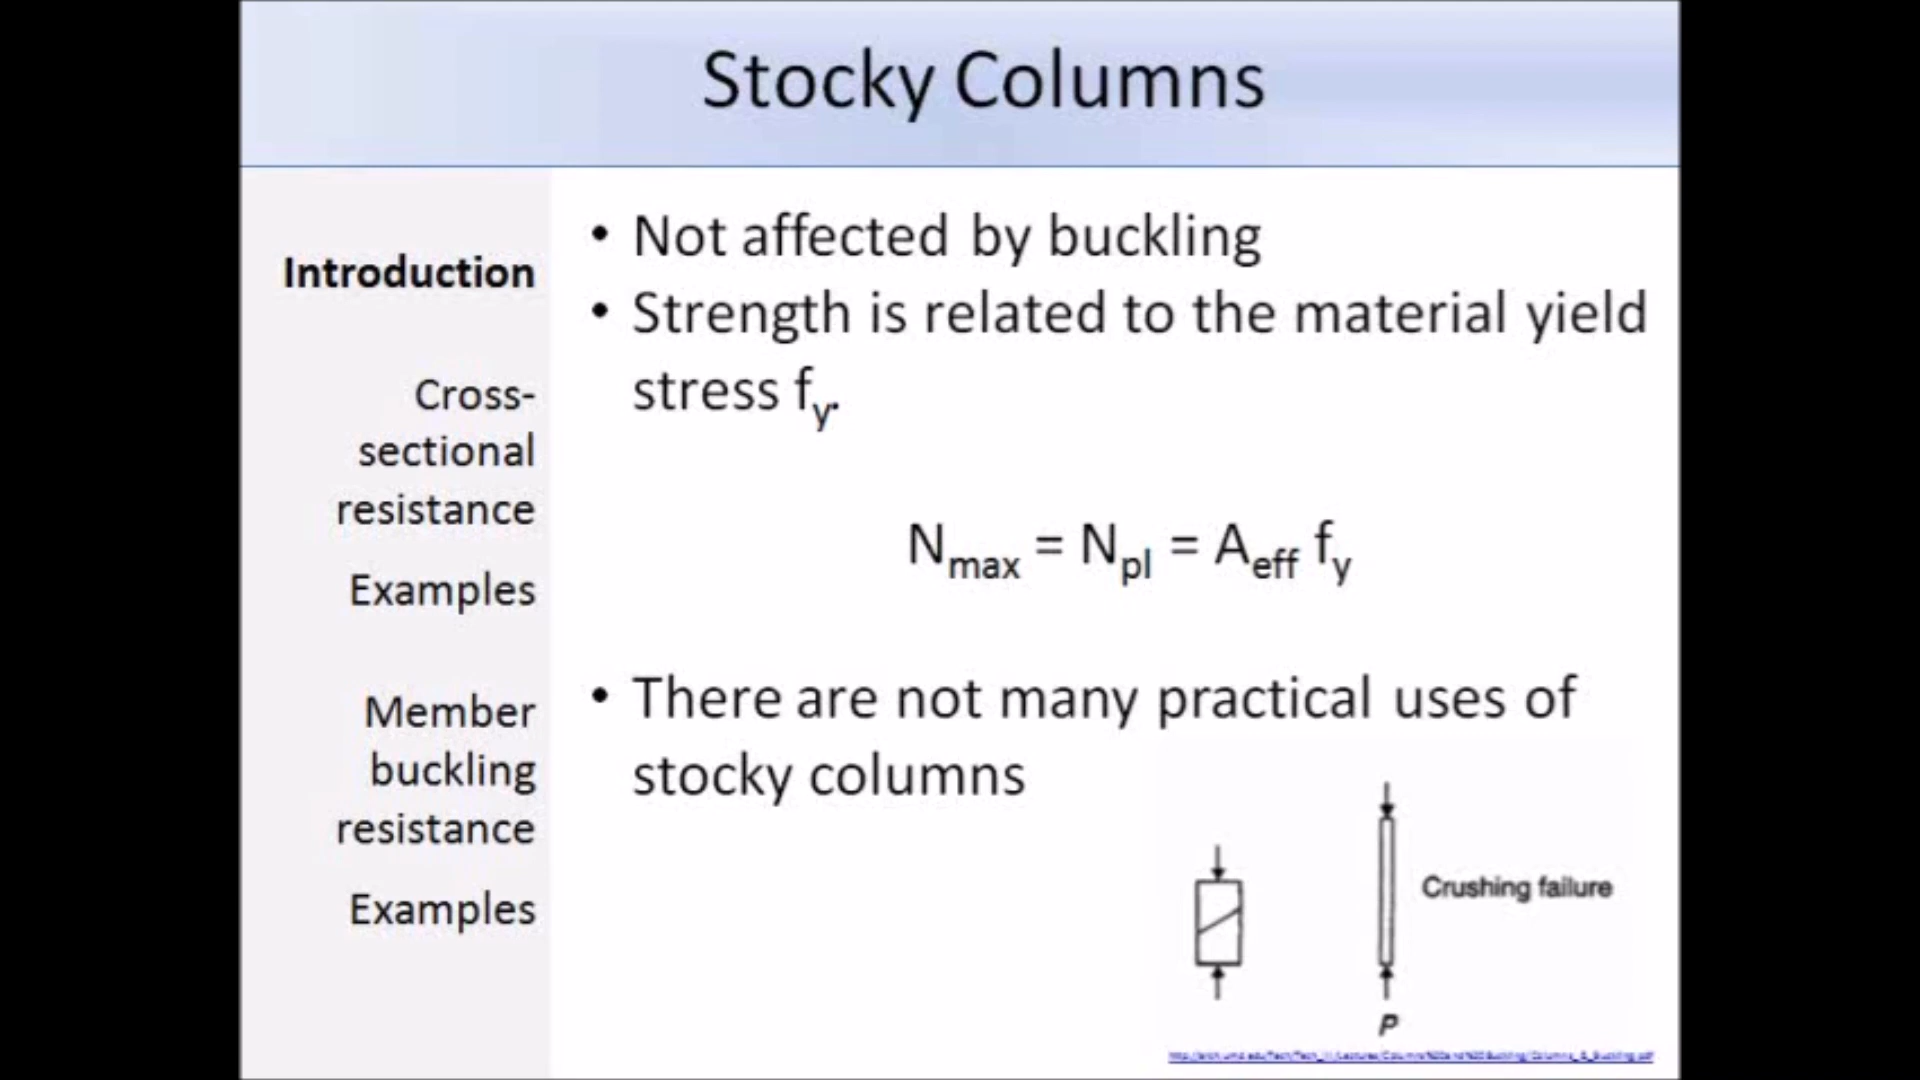 Stocky Columns
Introduction
Cross-
sectional
resistance
Examples
Member
buckling
resistance
Examples
• Not affected by buckling
• Strength is related to the material yield
stress fy.
Nmax = Npl = Aeff fy
• There are not many practical uses of
stocky columns
Crushing failure
P